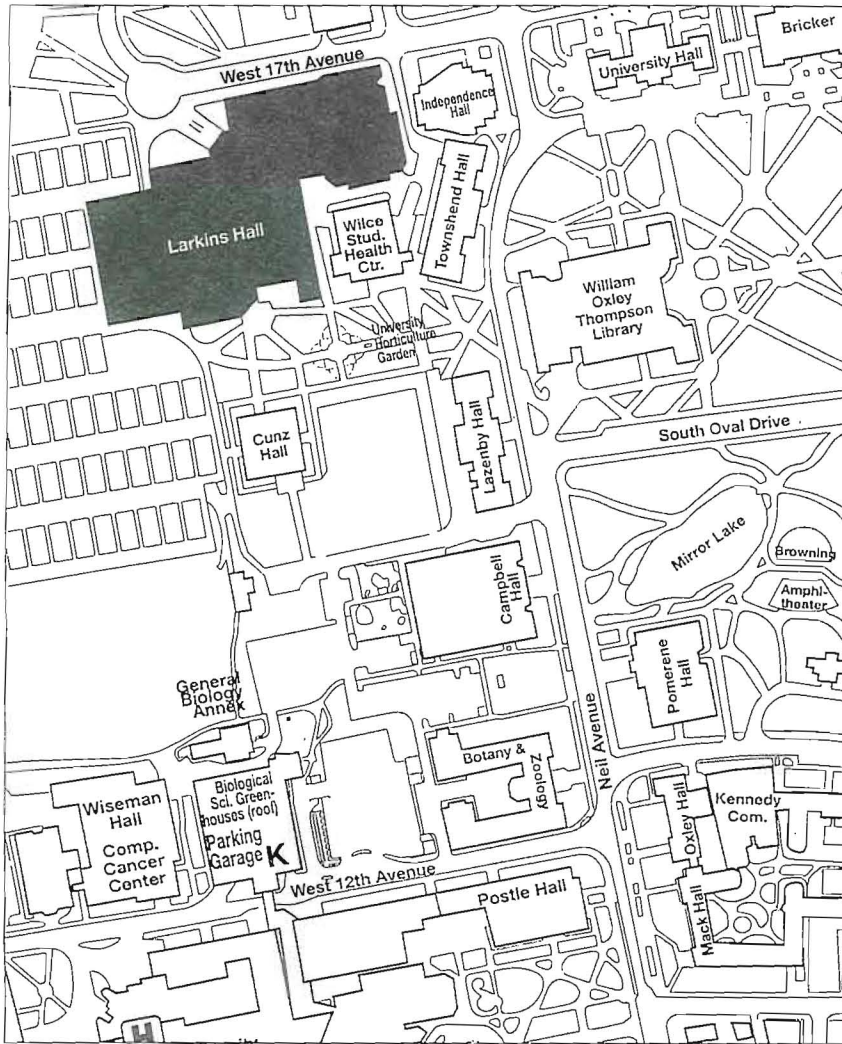 Bricker
West 17th Avenue
University Hall
Independence
Hall
Townshend Hall
Wilce
Stud.
Health
Ctr.
Larkins Hall
William
Oxley
Thompson
Library
University
Horticulture
Garden
Lazenby Hall
Cunz
Hall
South Oval Drive
Mirror Lake
Browning
Amphi-
theater
Campbell
Hall
Pomerene
Hall
General
Biology
Annex
Neil Avenue
Botany &
Zoology
Biological
Sci. Green-
houses (roof)
Parking
Garage K
Wiseman
Hall
Comp.
Cancer
Center
Oxley Hall
Kennedy
Com.
West 12th Avenue
Postle Hall
Mack Hall
H